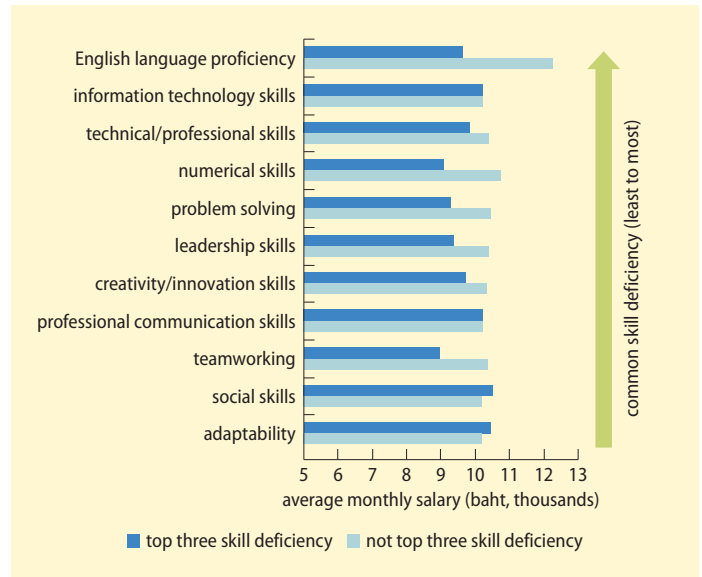 English language proficiency
information technology skills
technical/professional skills
numerical skills
problem solving
leadership skills
creativity/innovation skills
professional communication skills
teamworking
social skills
adaptability
common skill deficiency (least to most)
5 6 7 8 9 10 11 12 13
average monthly salary (baht, thousands)
top three skill deficiency not top three skill deficiency